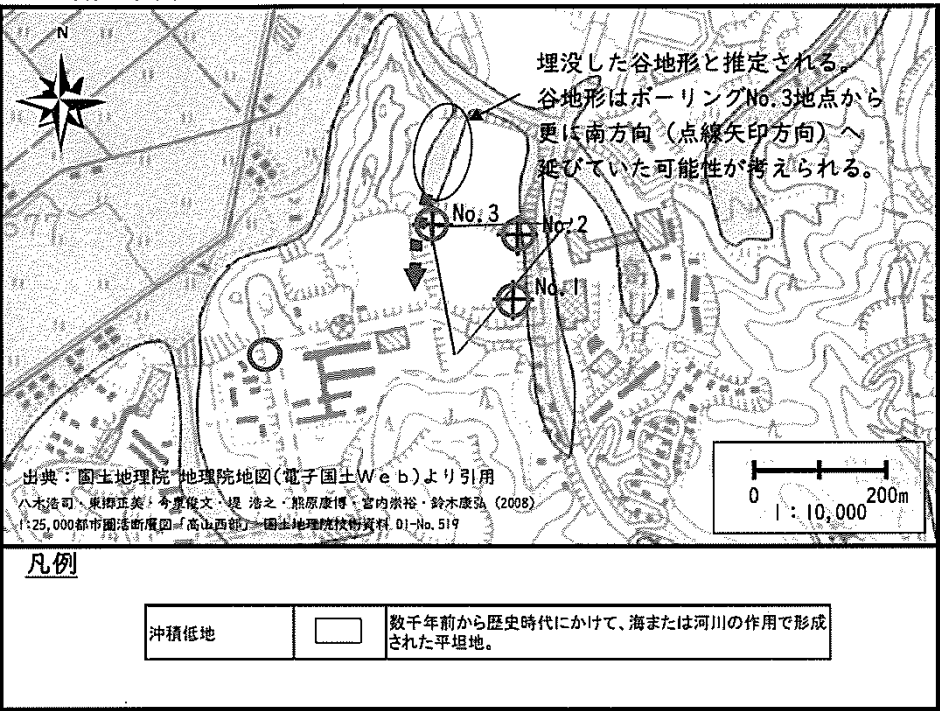 N
埋没した谷地形と推定される。
谷地形はボーリングNo.3地点から
更に南方向（点線矢印方向）へ
延びていた可能性が考えられる。
No.3
No.2
No.1
77
出典：国土地理院 地理院地図(電子国土Ｗｅｂ)より引用
八木浩司・東郷正美・今泉俊文・堤 浩之・熊原康博・宮内崇裕・鈴木康弘 (2008)
1:25,000都市圏活断層図「高山西部」 国土地理院技術資料 D1-No.519
0 200m
1：10,000
凡例
沖積低地
数千年前から歴史時代にかけて、海または河川の作用で形成
された平坦地。